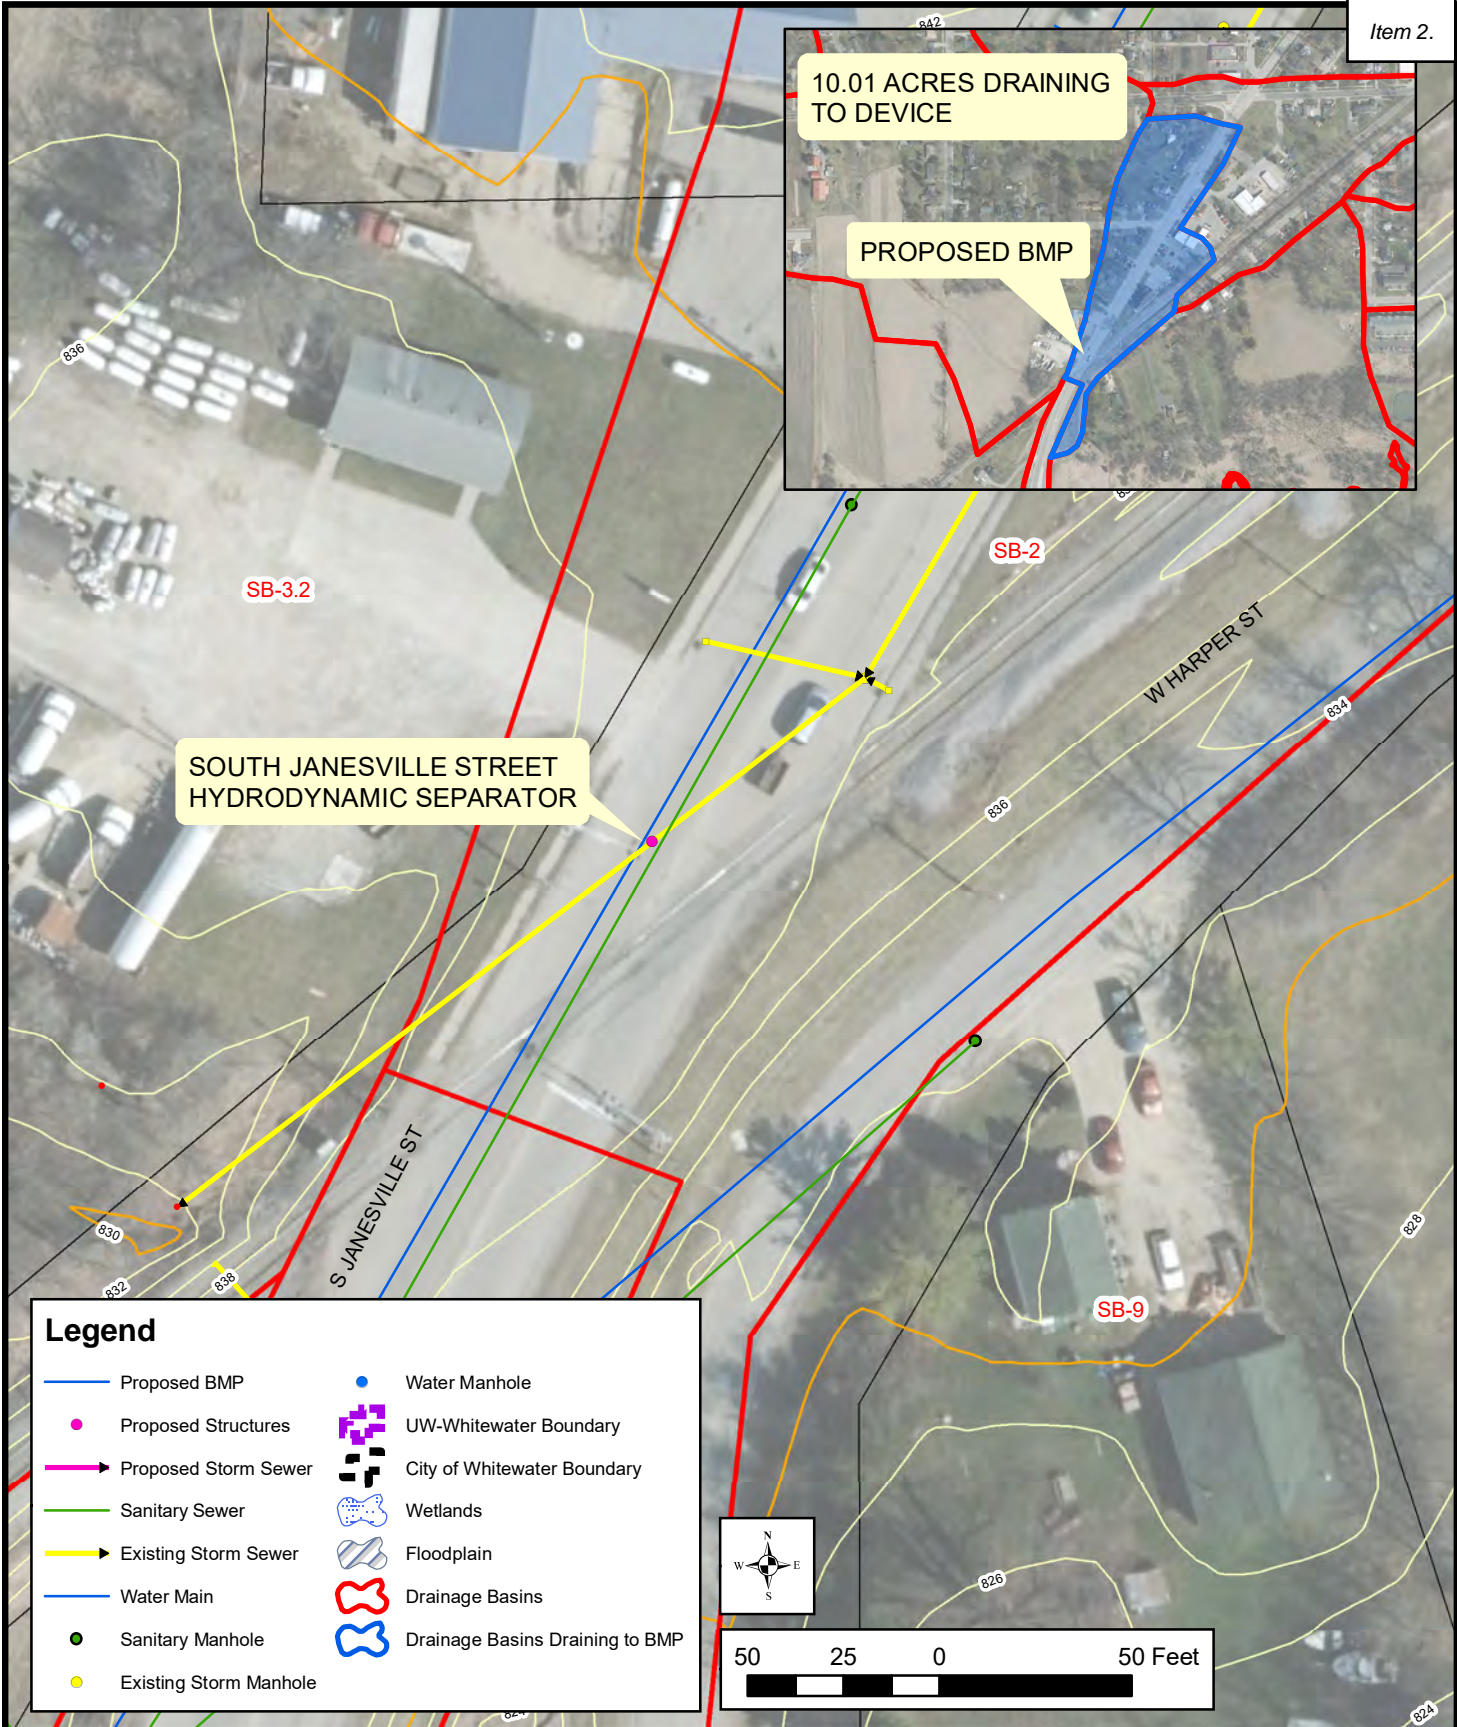 842
Item 2.
10.01 ACRES DRAINING
TO DEVICE
PROPOSED BMP
836
SB-2
SB-3.2
W HARPER ST
834
SOUTH JANESVILLE STREET
HYDRODYNAMIC SEPARATOR
836
S JANESVILLE ST
830
832
838
828
SB-9
826
824
824
Legend
Proposed BMP
Proposed Structures
Proposed Storm Sewer
Sanitary Sewer
Existing Storm Sewer
Water Main
Sanitary Manhole
Existing Storm Manhole
Water Manhole
UW-Whitewater Boundary
City of Whitewater Boundary
Wetlands
Floodplain
Drainage Basins
Drainage Basins Draining to BMP
N
W E
S
50 25 0 50 Feet